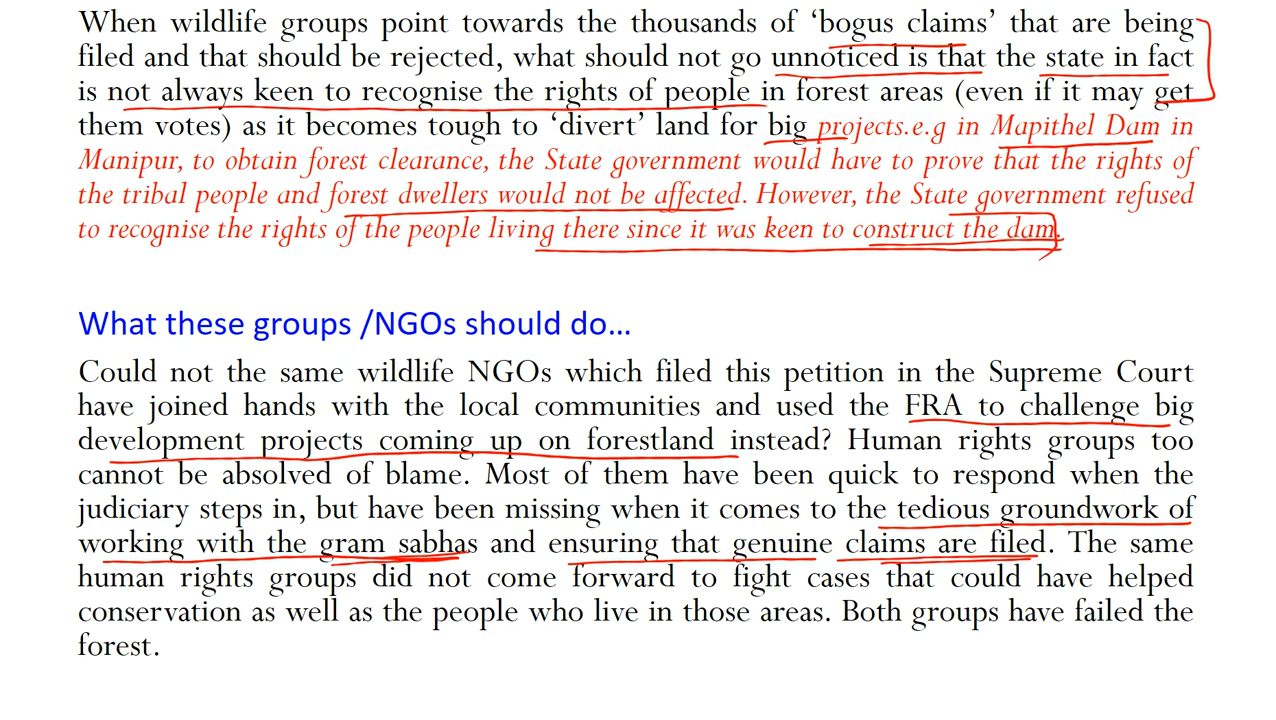 When wildlife groups point towards the thousands of ‘bogus claims’ that are being
filed and that should be rejected, what should not go unnoticed is that the state in fact
is not always keen to recognise the rights of people in forest areas (even if it may get
them votes) as it becomes tough to ‘divert’ land for big projects.e.g in Mapithel Dam in
Manipur, to obtain forest clearance, the State government would have to prove that the rights of
the tribal people and forest dwellers would not be affected. However, the State government refused
to recognise the rights of the people living there since it was keen to construct the dam.
What these groups /NGOs should do...
Could not the same wildlife NGOs which filed this petition in the Supreme Court
have joined hands with the local communities and used the FRA to challenge big
development projects coming up on forestland instead? Human rights groups too
cannot be absolved of blame. Most of them have been quick to respond when the
judiciary steps in, but have been missing when it comes to the tedious groundwork of
working with the gram sabhas and ensuring that genuine claims are filed. The same
human rights groups did not come forward to fight cases that could have helped
conservation as well as the people who live in those areas. Both groups have failed the
forest.